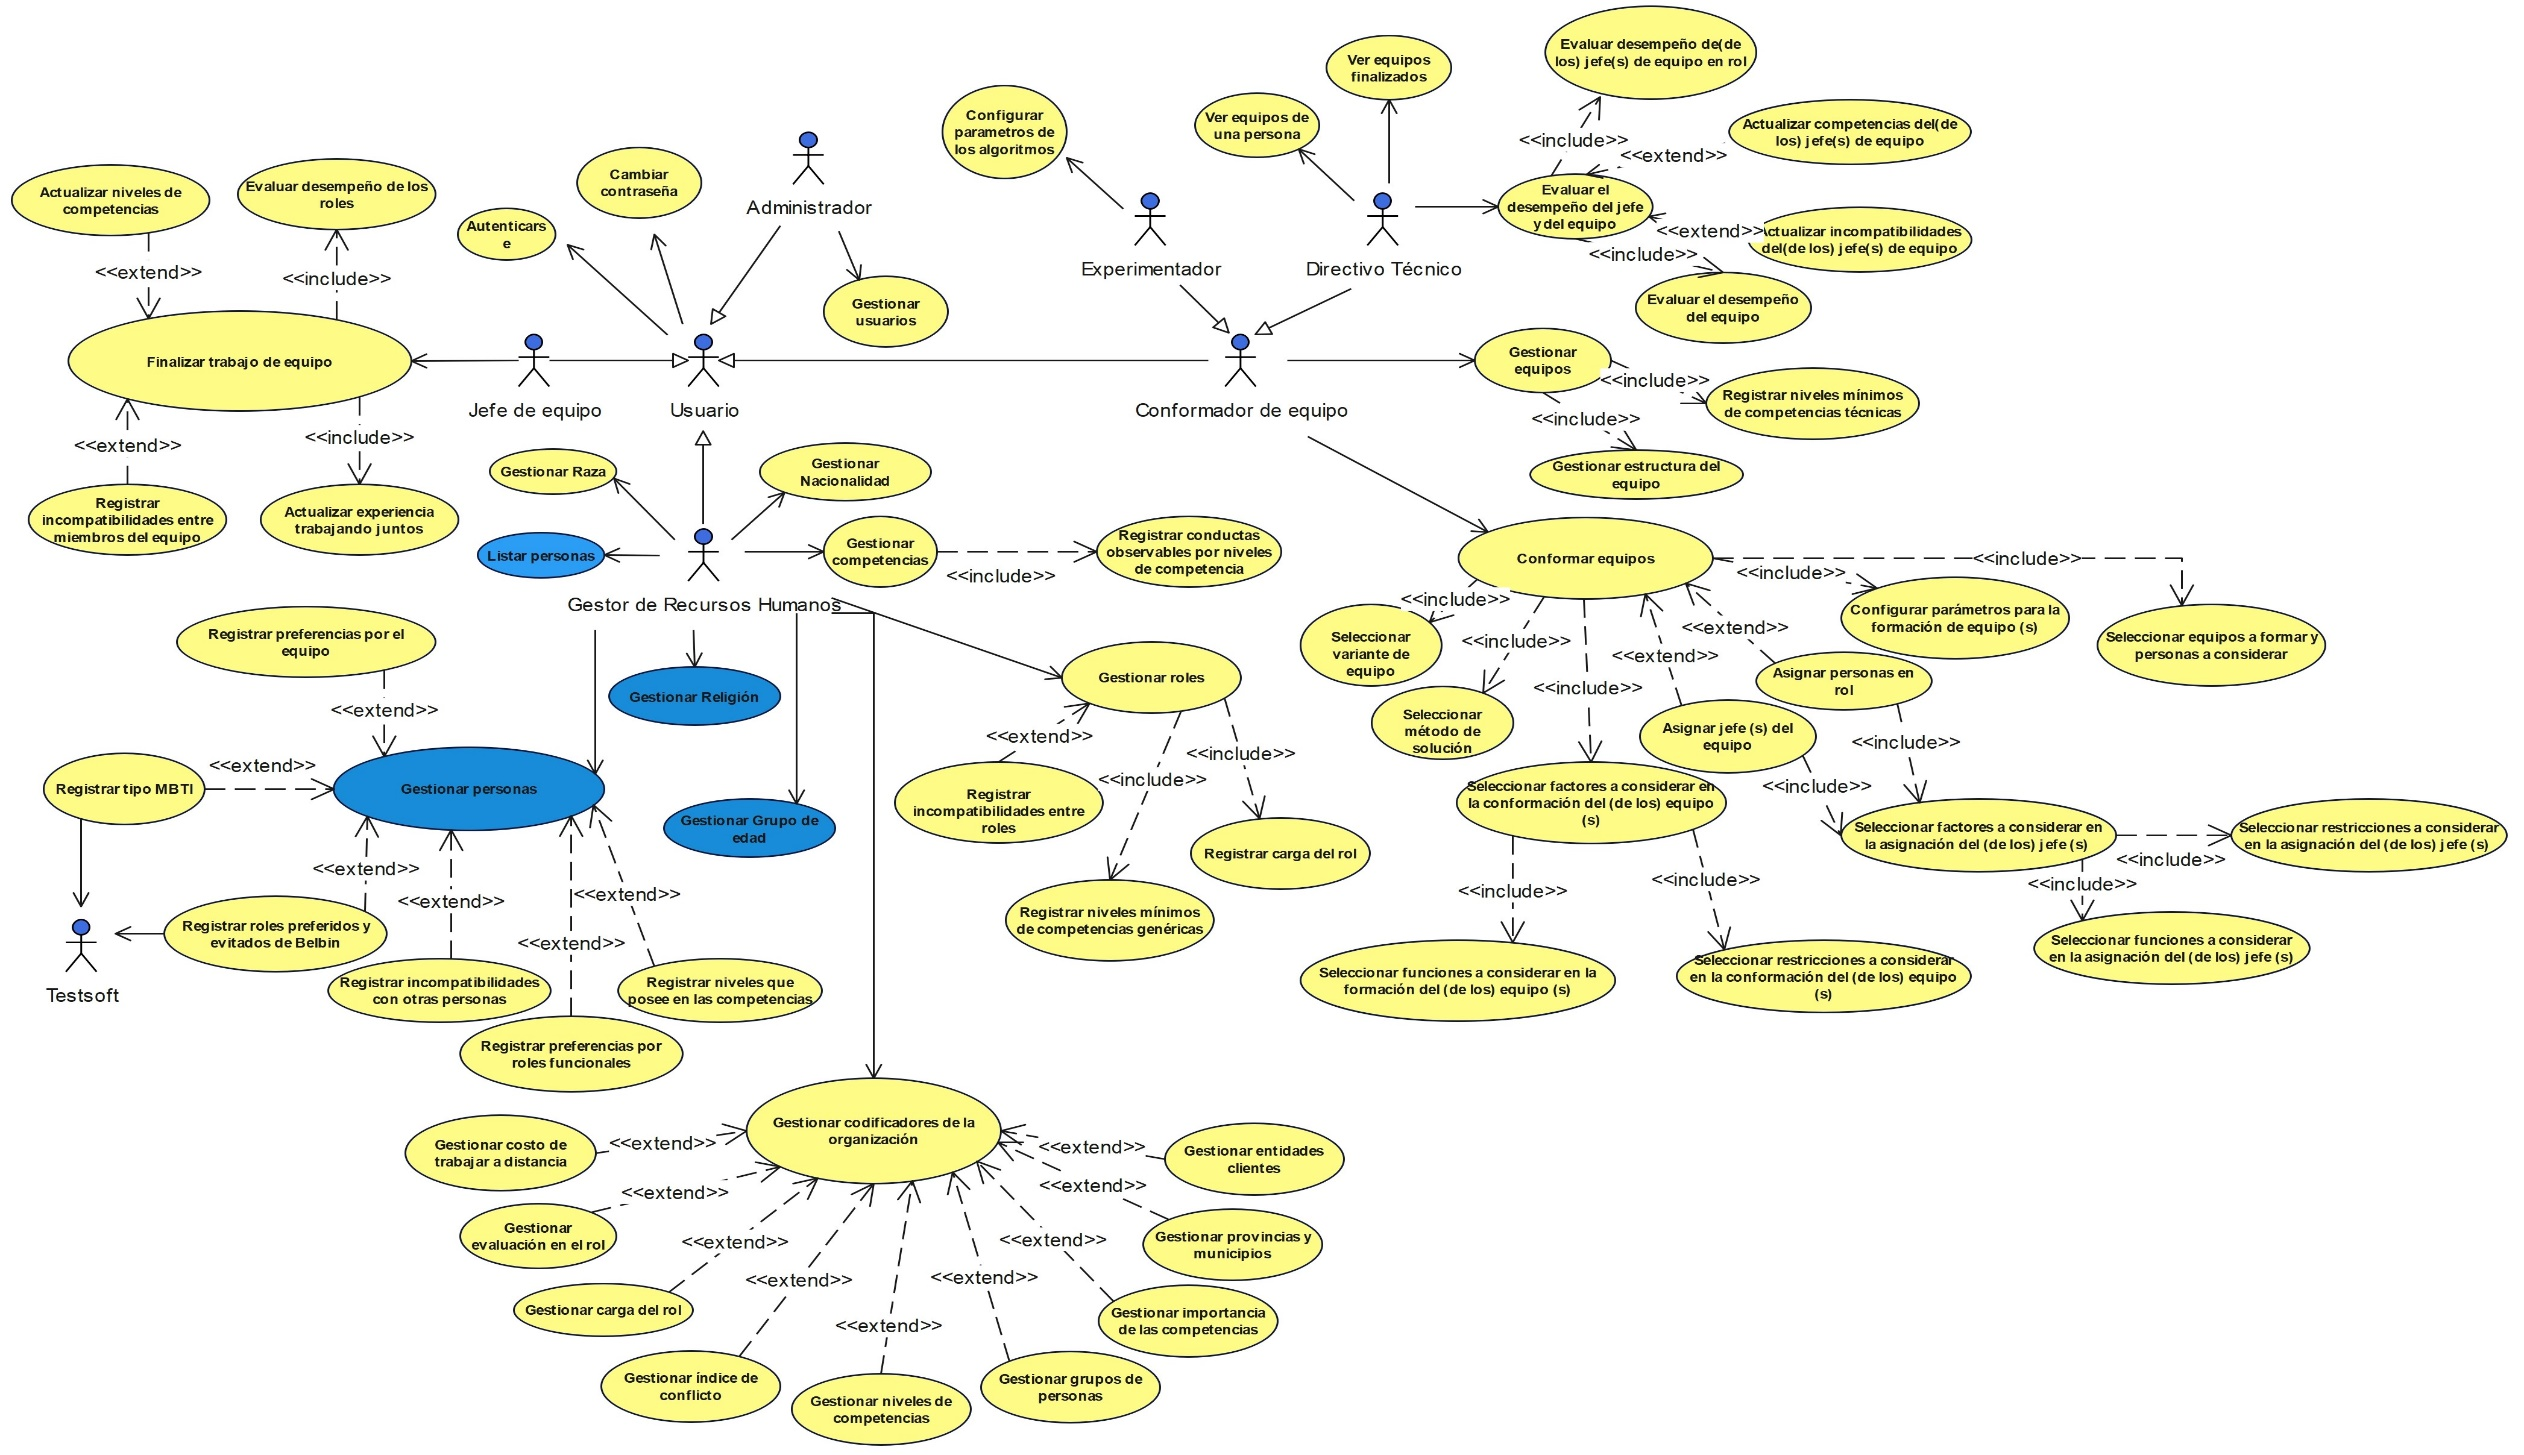 Evaluar desempeño de(de
los) jefe(s) de equipo en rol
Ver equipos
finalizados
Configurar
parametros de
los algoritmos
Ver equipos de
una persona
<<include>>
Actualizar competencias del(de
los) jefe(s) de equipo
<<extend>>
Administrador
Cambiar
contraseña
Actualizar niveles de
competencias
Evaluar desempeño de los
roles
Autenticars
e
Evaluar el
desempeño del jefe
y del equipo
<<extend>>
Actualizar incompatibilidades
del(de los) jefe(s) de equipo
<<include>>
Experimentador
Directivo Técnico
<<extend>>
<<include>>
Gestionar
usuarios
Evaluar el desempeño
del equipo
Finalizar trabajo de equipo
Jefe de equipo
Usuario
Conformador de equipo
Gestionar
equipos
<<include>>
Registrar niveles mínimos
de competencias técnicas
<<include>>
Gestionar estructura del
equipo
<<extend>>
<<include>>
Registrar
incompatibilidades entre
miembros del equipo
Actualizar experiencia
trabajando juntos
Gestionar Raza
Gestionar
Nacionalidad
Listar personas
Gestionar
competencias
<<include>>
Registrar conductas
observables por niveles
de competencia
Gestor de Recursos Humanos
Conformar equipos
<<include>>
<<include>>
Configurar parámetros para la
formación de equipo (s)
Seleccionar equipos a formar y
personas a considerar
<<include>>
Seleccionar
variante de
equipo
<<include>>
Seleccionar
método de
solución
<<include>>
<<extend>>
<<extend>>
Asignar personas en
rol
Asignar jefe (s) del
equipo
<<include>>
<<include>>
Registrar preferencias por el
equipo
<<extend>>
Registrar tipo MBTI
<<extend>>
Gestionar personas
Gestionar Religión
Gestionar Grupo de
edad
Gestionar roles
<<extend>>
<<include>>
<<include>>
Registrar
incompatibilidades entre
roles
Registrar carga del rol
Registrar niveles mínimos
de competencias genéricas
Seleccionar factores a considerar en
la conformación del (de los) equipo
(s)
Seleccionar factores a considerar en
la asignación del (de los) jefe (s)
<<include>>
Seleccionar restricciones a considerar
en la asignación del (de los) jefe (s)
<<include>>
<<include>>
<<include>>
Seleccionar funciones a considerar
en la asignación del (de los) jefe (s)
Seleccionar funciones a considerar en la
formación del (de los) equipo (s)
Seleccionar restricciones a considerar
en la conformación del (de los) equipo
(s)
<<extend>>
<<extend>>
<<extend>>
<<extend>>
Registrar roles preferidos y
evitados de Belbin
Testsoft
Registrar incompatibilidades
con otras personas
Registrar niveles que
posee en las competencias
Registrar preferencias por
roles funcionales
Gestionar codificadores de la
organización
Gestionar costo de
trabajar a distancia
<<extend>>
<<extend>>
Gestionar entidades
clientes
<<extend>>
<<extend>>
Gestionar
evaluación en el rol
Gestionar provincias y
municipios
<<extend>>
<<extend>>
Gestionar carga del rol
<<extend>>
<<extend>>
Gestionar importancia
de las competencias
<<extend>>
Gestionar índice de
conflicto
Gestionar niveles de
competencias
Gestionar grupos de
personas